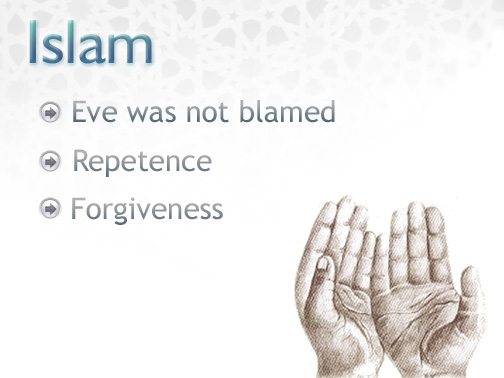 Islam
Eve was not blamed
Repetence
Forgiveness